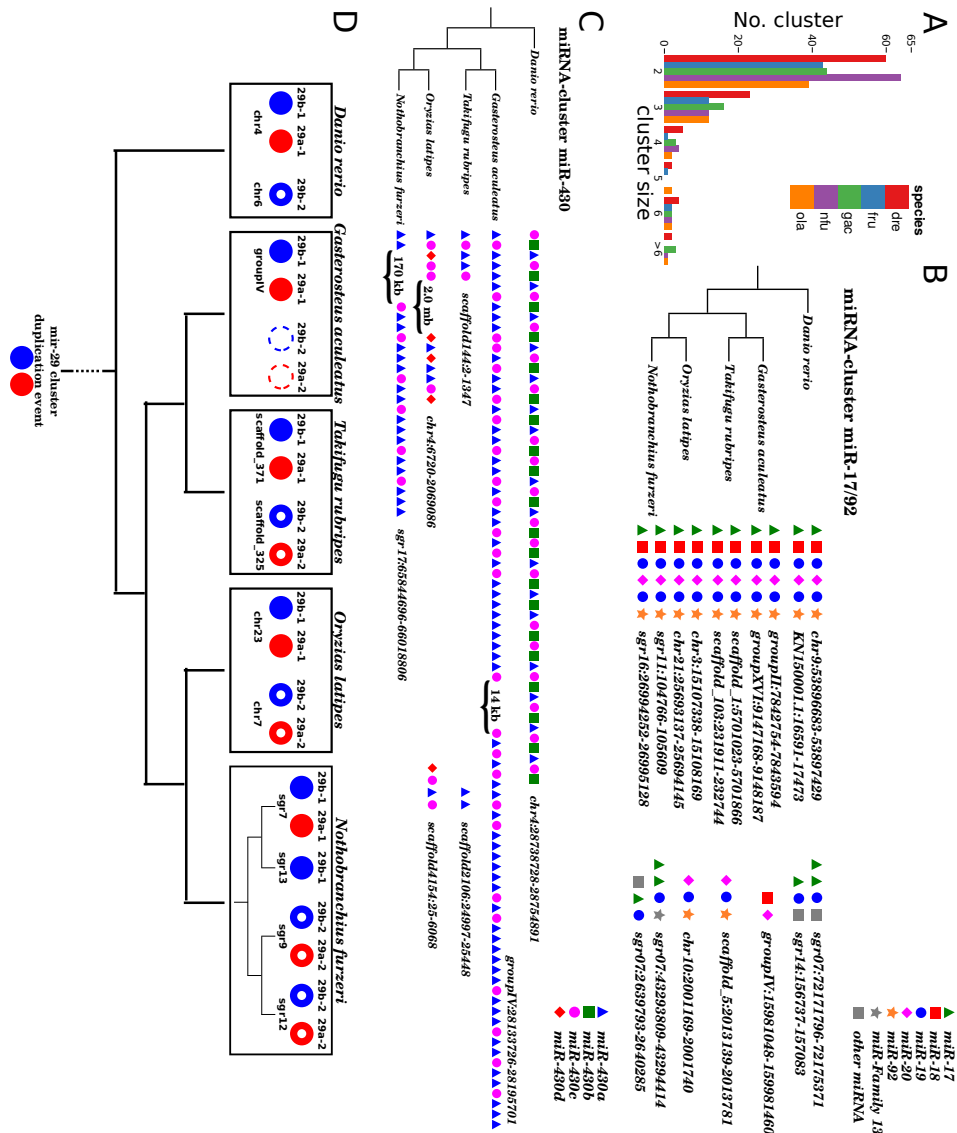 A
No. cluster
0
20
40
60
65
2
3
4
5
6
>6
cluster size
species
dre
fru
gac
nfu
ola
B
miRNA-cluster miR-17/92
Danio rerio
Gasterosteus aculeatus
Takifugu rubripes
Oryzias latipes
Nothobranchius furzeri
chr9:53896683-53897429
KN150001.1:16591-17473
groupII:7842754-7843594
groupXVI:9147168-9148187
scaffold_1:5701023-5701866
scaffold_103:231911-232744
chr3:15107338-15108169
chr21:25693137-25694145
sgr11:104766-105609
sgr16:26994252-26995128
sgr07:72171796-72175371
sgr14:156737-157083
groupIV:15981048-159981460
scaffold_5:2013139-2013781
chr10:2001169-2001740
sgr07:43293809-43294414
sgr07:2639793-2640285
miR-17
miR-18
miR-19
miR-20
miR-92
miR-Family 13
other miRNA
C
miRNA-cluster miR-430
Danio rerio
Gasterosteus aculeatus
Takifugu rubripes
Oryzias latipes
Nothobranchius furzeri
chr4:28738728-28754891
14 kb
groupIV:28133726-28195701
scaffold144:2-1347
scaffold2106:24997-25448
2.0 mb
chr4:6720-2069086
scaffold4154:25-6068
170 kb
sgr17:65844696-66018806
miR-430a
miR-430b
miR-430c
miR-430d
D
Danio rerio
29b-1 29a-1 29b-2
chr4 chr6
Gasterosteus aculeatus
29b-1 29a-1 29b-2 29a-2
groupIV
Takifugu rubripes
29b-1 29a-1 29b-2 29a-2
scaffold_371 scaffold_325
Oryzias latipes
29b-1 29a-1 29b-2 29a-2
chr23 chr7
Nothobranchius furzeri
29b-1 29a-1 29b-1 29b-2 29a-2 29b-2 29a-2
sgr7 sgr13 sgr9 sgr12
mir-29 cluster
duplication event